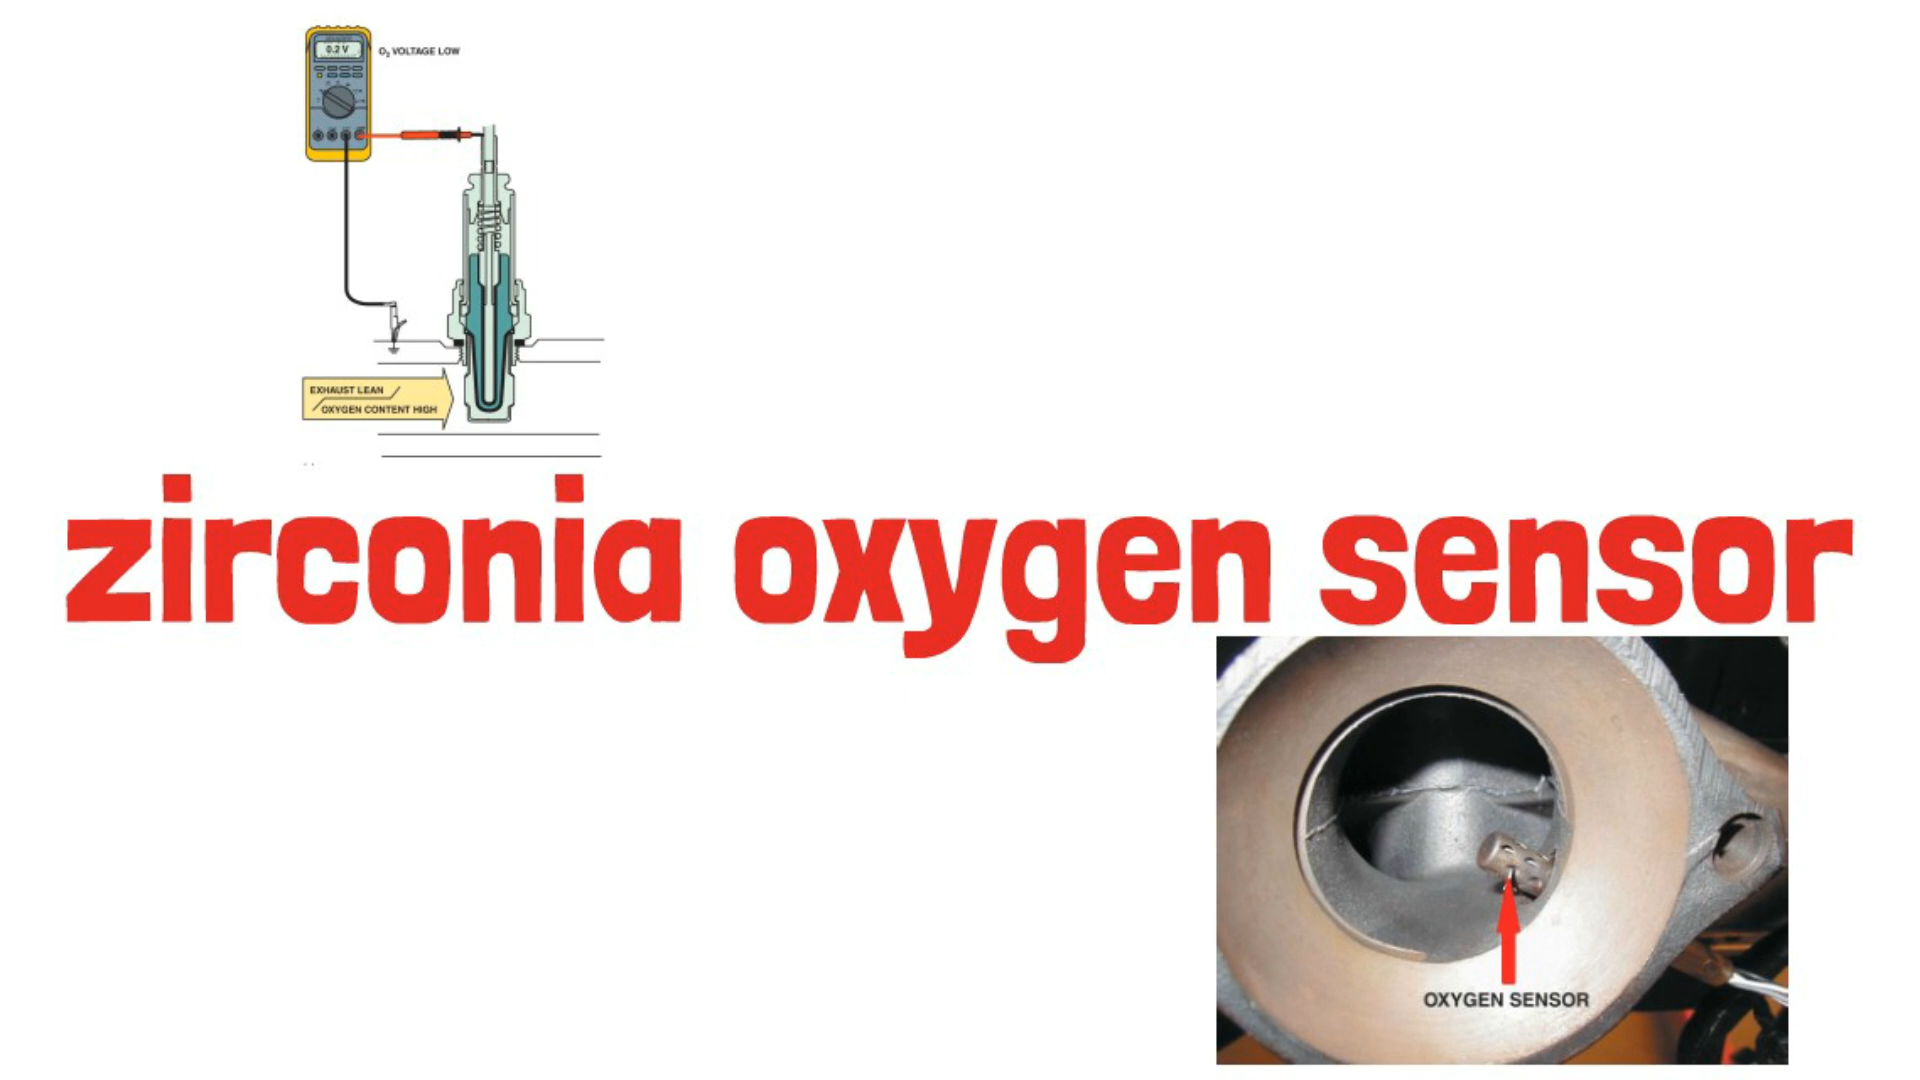 0.2 V
O₂ VOLTAGE LOW
EXHAUST LEAN
OXYGEN CONTENT HIGH
zirconia oxygen sensor
OXYGEN SENSOR